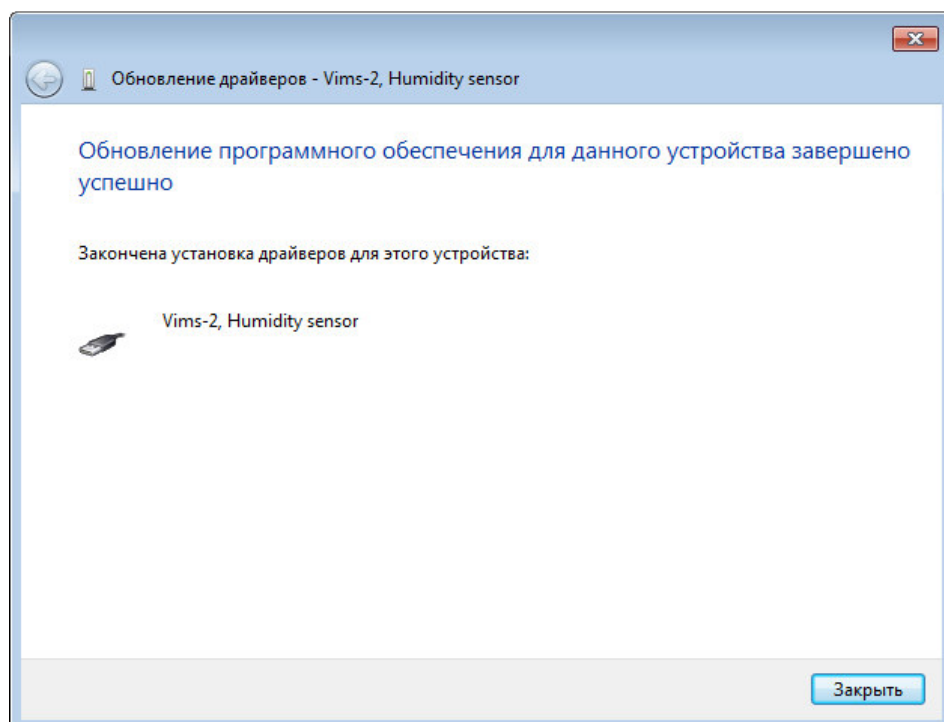 Обновление драйверов - Vims-2, Humidity sensor
Обновление программного обеспечения для данного устройства завершено
успешно
Закончена установка драйверов для этого устройства:
Vims-2, Humidity sensor
Закрыть